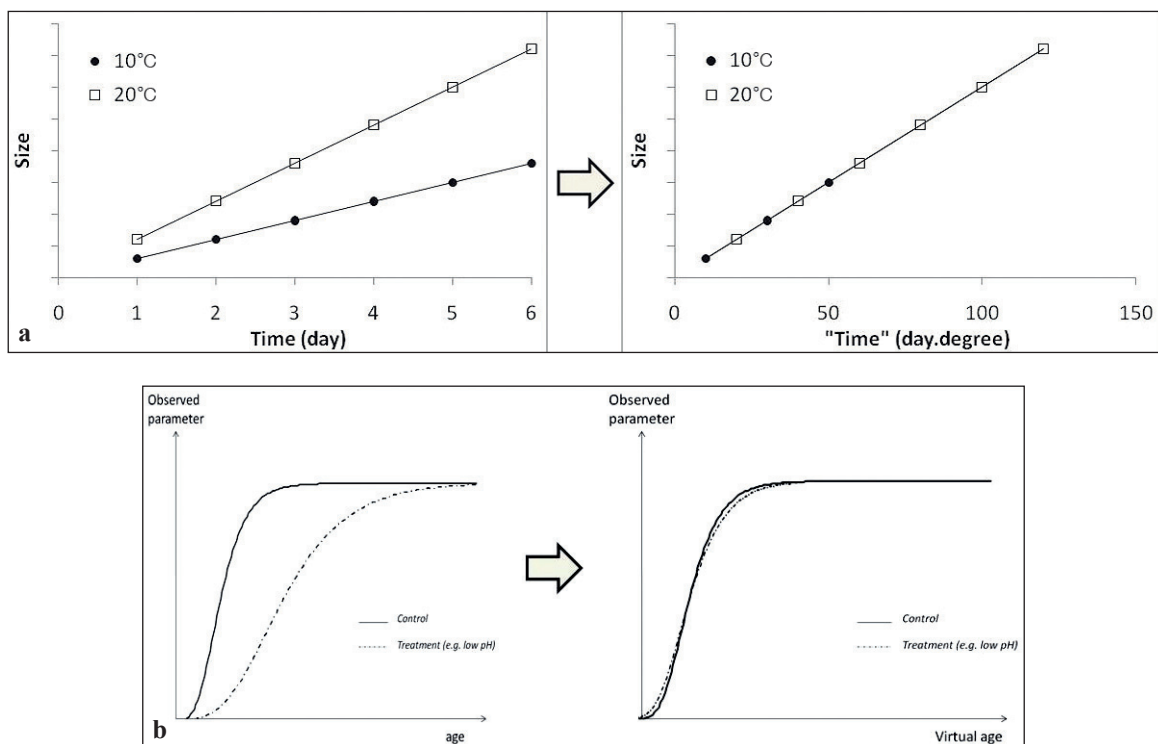 10°C
20°C
Size
0 1 2 3 4 5 6
Time (day)
a
10°C
20°C
Size
0 50 100 150
"Time" (day.degree)
Observed
parameter
Control
Treatment (e.g. low pH)
age
b
Observed
parameter
Control
Treatment (e.g. low pH)
Virtual age